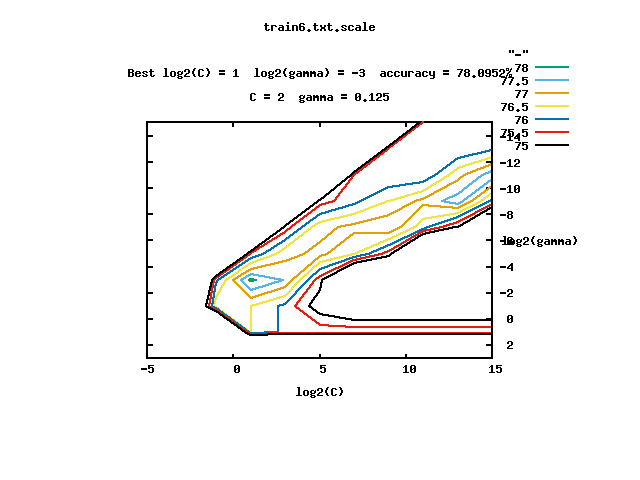 train6.txt.scale
"-"
Best log2(C) = 1 log2(gamma) = -3 accuracy = 78.0952%
78
77.5
C = 2 gamma = 0.125
77
76.5
76
75.5
75
-14
-12
-10
-8
-6
log2(gamma)
-4
-2
0
2
-5 0 5 10 15
log2(C)